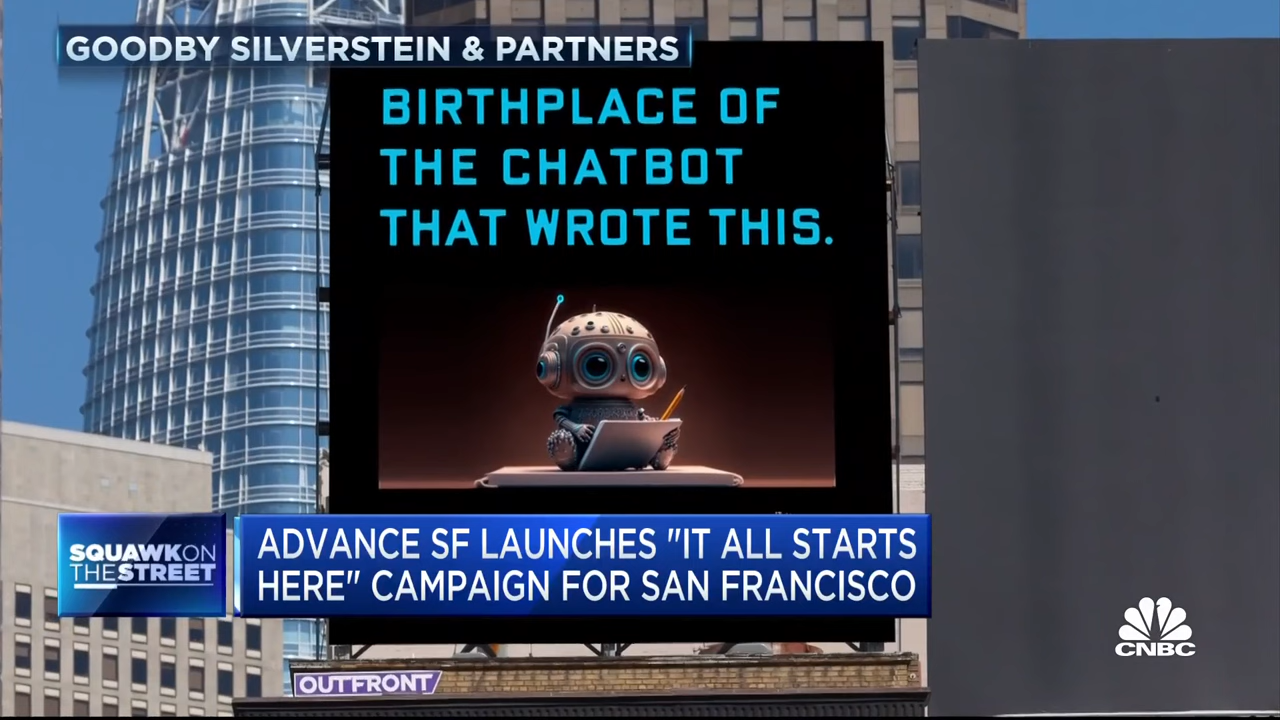 GOODBY SILVERSTEIN & PARTNERS
BIRTHPLACE OF
THE CHATBOT
THAT WROTE THIS.
SQUAWK ON
THE STREET
ADVANCE SF LAUNCHES "IT ALL STARTS
HERE" CAMPAIGN FOR SAN FRANCISCO
CNBC
OUTFRONT